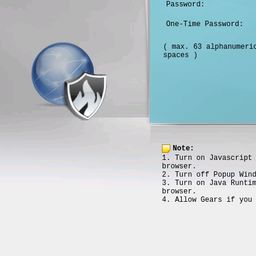 Password:
One-Time Password:
( max. 63 alphanumeric
spaces )
Note:
1. Turn on Javascript
browser.
2. Turn off Popup Wind
3. Turn on Java Runtim
browser.
4. Allow Gears if you